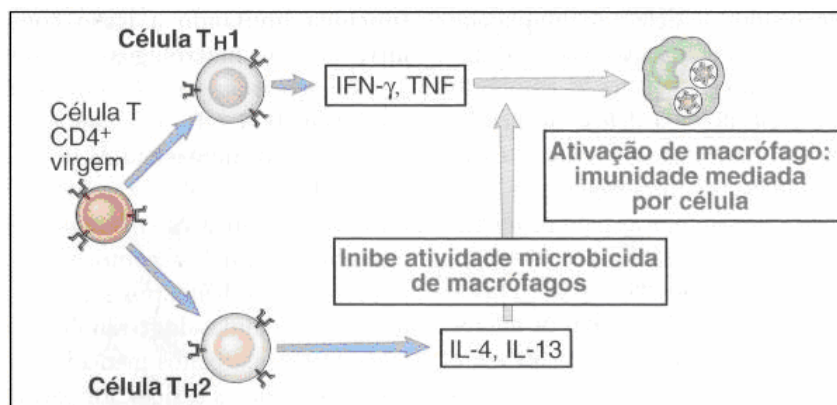 Célula TH1
IFN-γ, TNF
Célula T
CD4+
virgem
Ativação de macrófago:
imunidade mediada
por célula
Inibe atividade microbicida
de macrófagos
IL-4, IL-13
Célula TH2